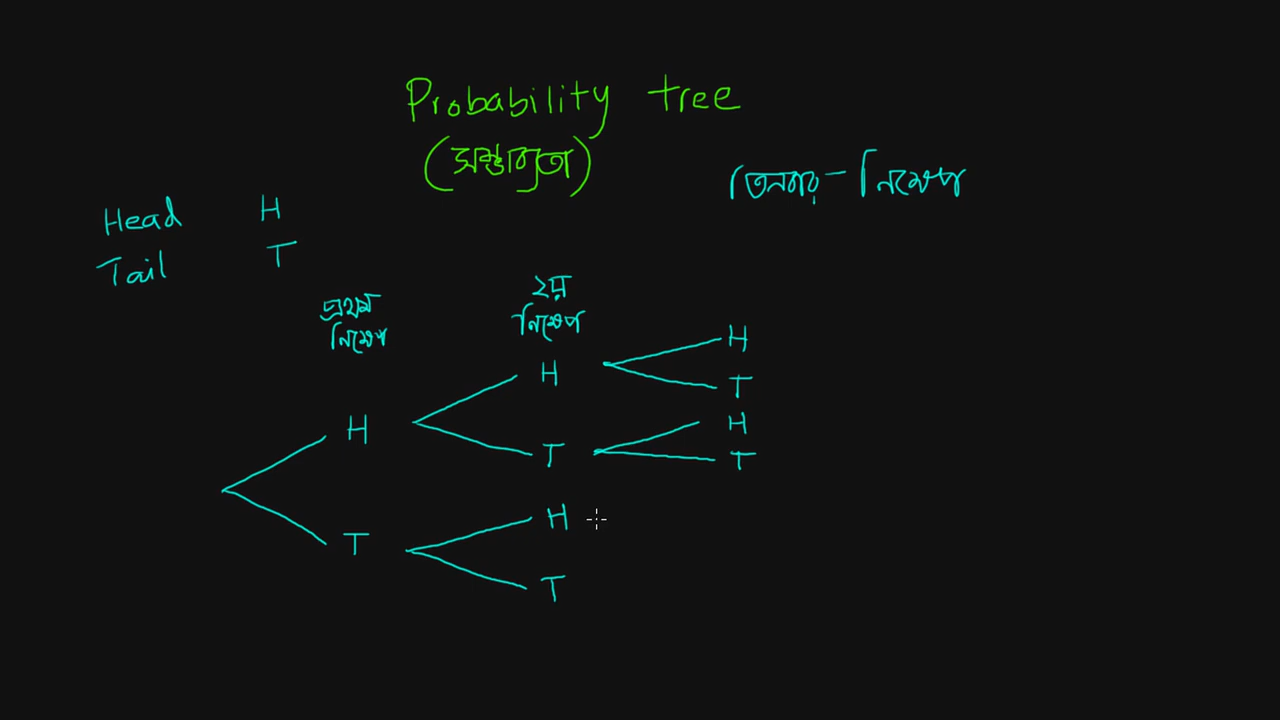 Probability tree
(সম্ভাব্যতা)
তিনবার - নিক্ষেপ
Head H
Tail T
প্রথম
নিক্ষেপ
২য়
নিক্ষেপ
H
H
T
H
T
H
T
T
H
T